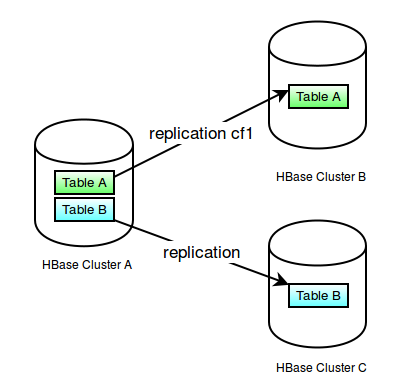 Table A
replication cf1
HBase Cluster B
Table A
Table B
HBase Cluster A
replication
Table B
HBase Cluster C